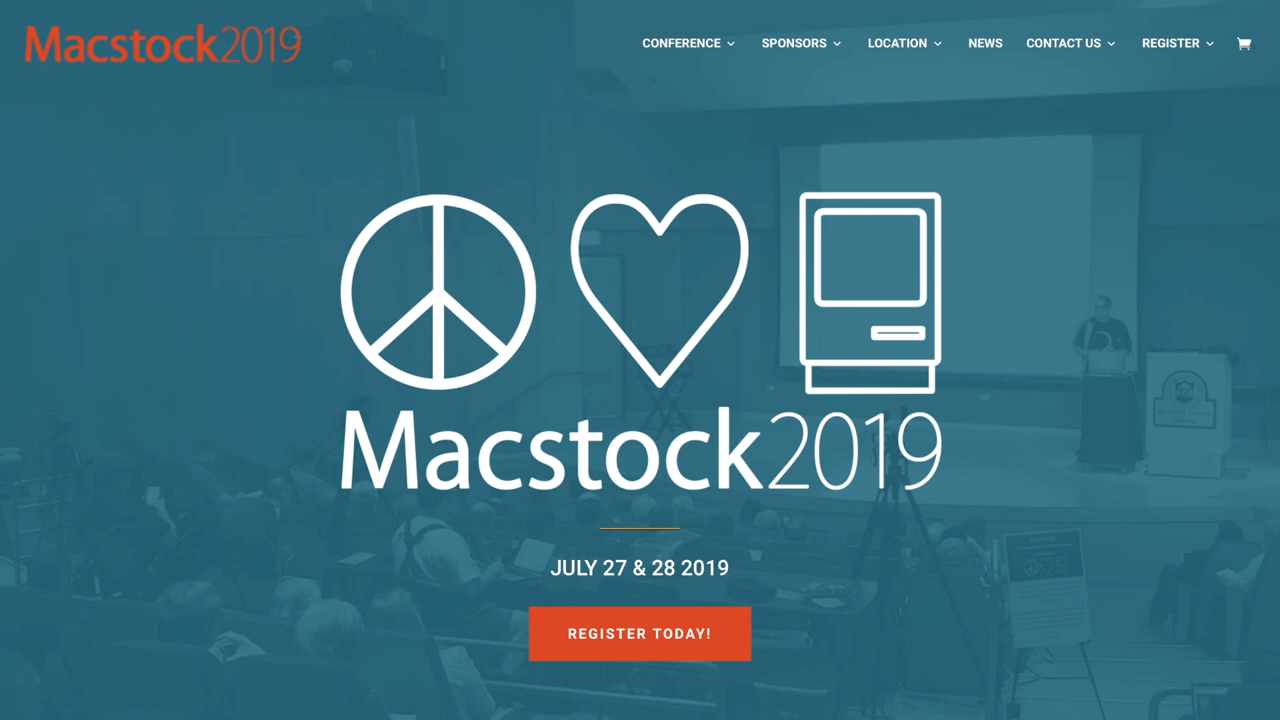 Macstock2019
CONFERENCE
SPONSORS
LOCATION
NEWS
CONTACT US
REGISTER
Macstock2019
JULY 27 & 28 2019
REGISTER TODAY!